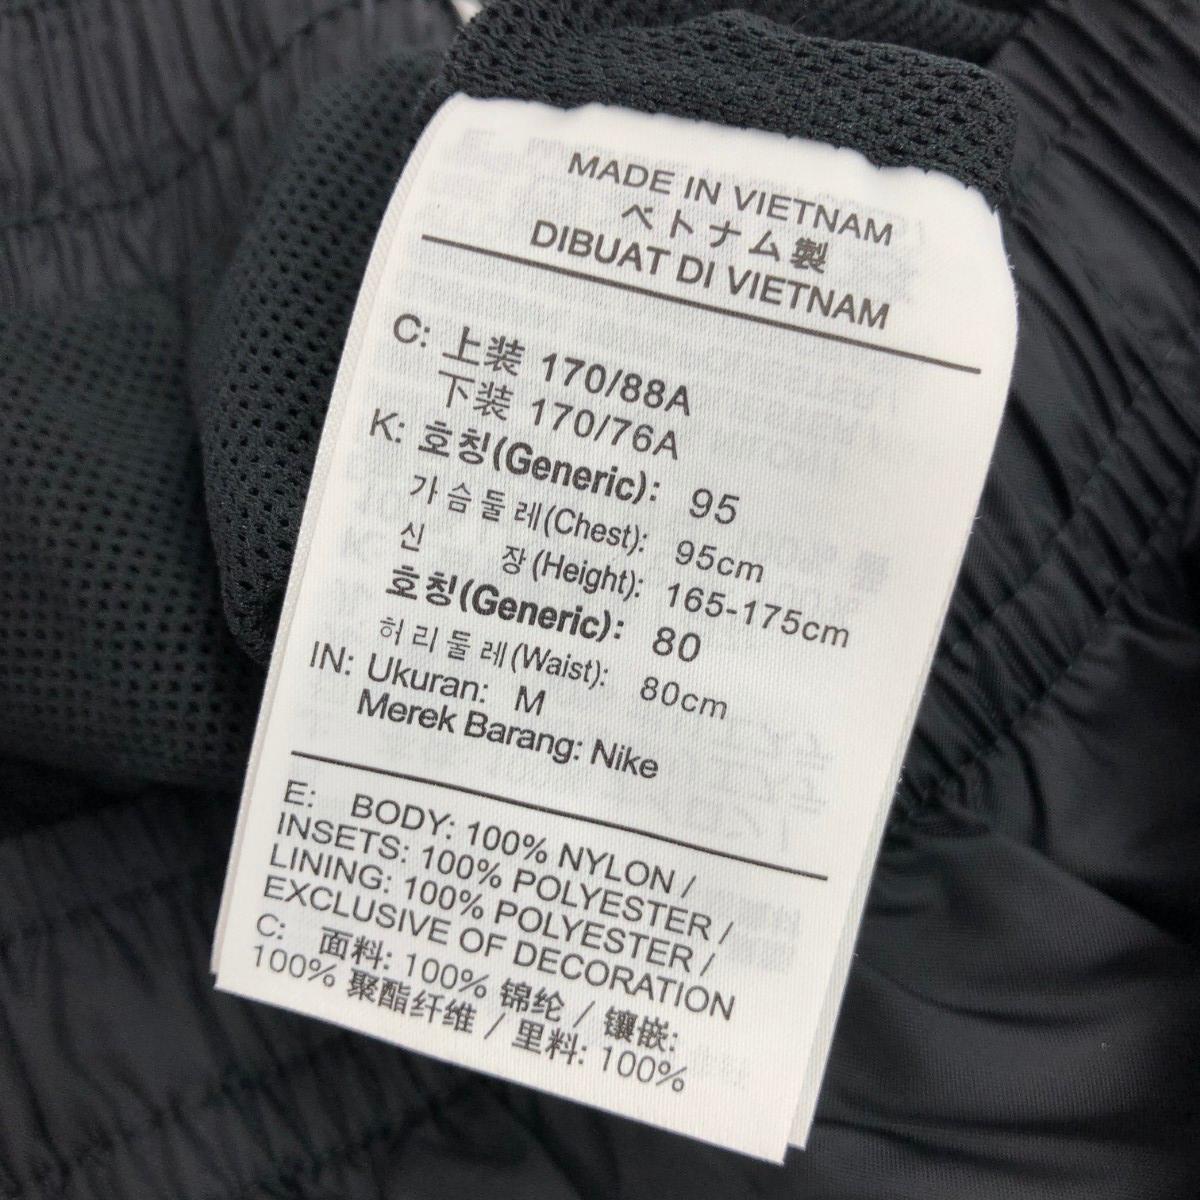 MADE IN VIETNAM
ベトナム製
DIBUAT DI VIETNAM
C: 上装 170/88A
下装 170/76A
K: 호칭(Generic): 95
가슴둘레(Chest): 95cm
신 장(Height): 165-175cm
호칭(Generic): 80
허리둘레(Waist): 80cm
IN: Ukuran: M
Merek Barang: Nike
E: BODY: 100% NYLON /
INSETS: 100% POLYESTER /
LINING: 100% POLYESTER /
EXCLUSIVE OF DECORATION
C: 面料: 100% 锦纶 / 镶嵌:
100% 聚酯纤维 / 里料: 100%